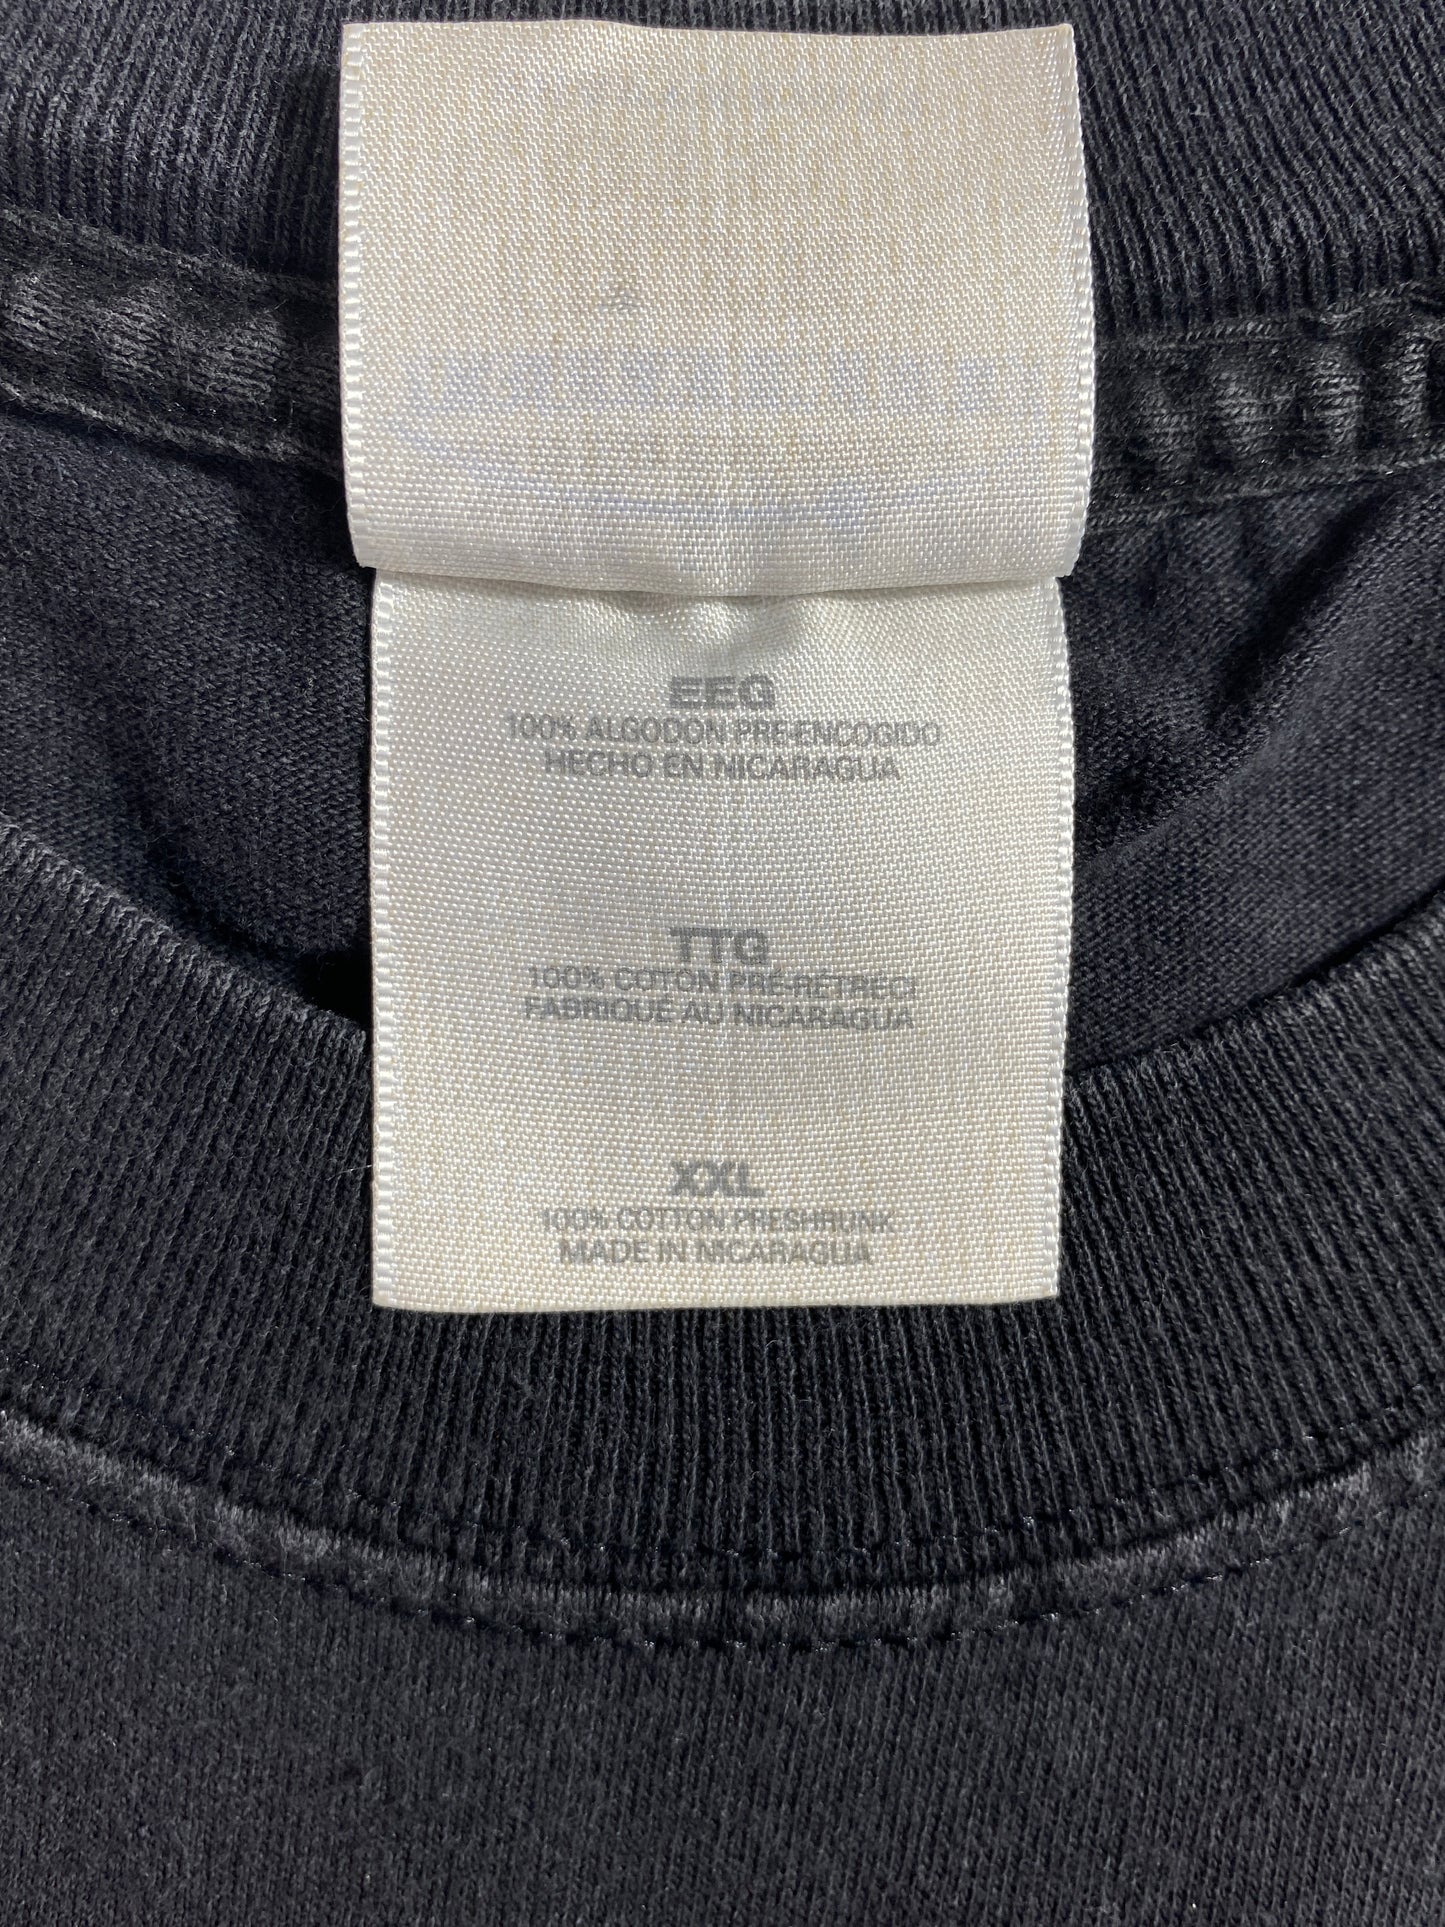 EEG
100% ALGODON PRE-ENCOGIDO
HECHO EN NICARAGUA
TTG
100% COTON PRÉ-RÉTRECI
FABRIQUÉ AU NICARAGUA
XXL
100% COTTON PRESHRUNK
MADE IN NICARAGUA